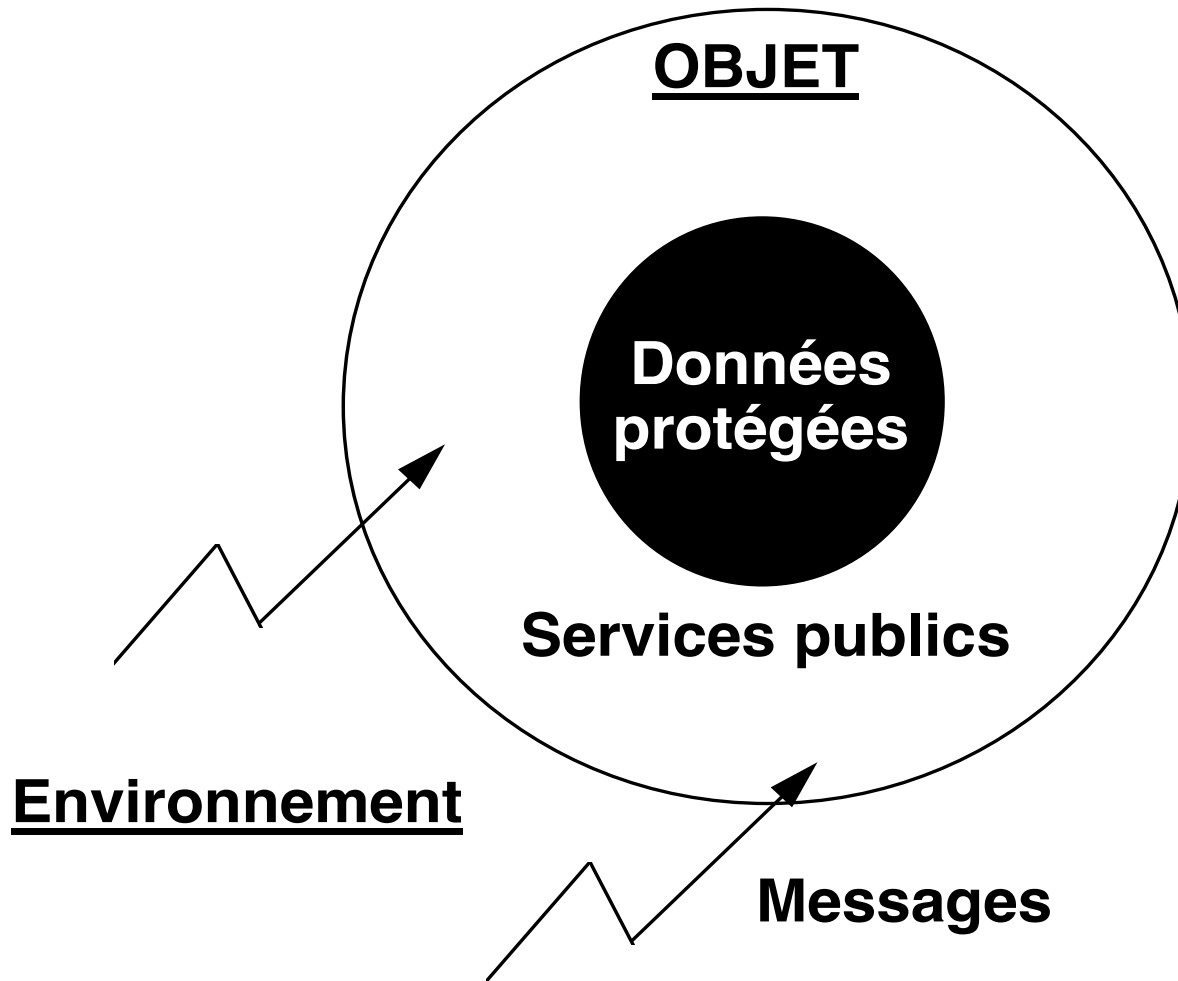 OBJET
Données
protégées
Services publics
Environnement
Messages